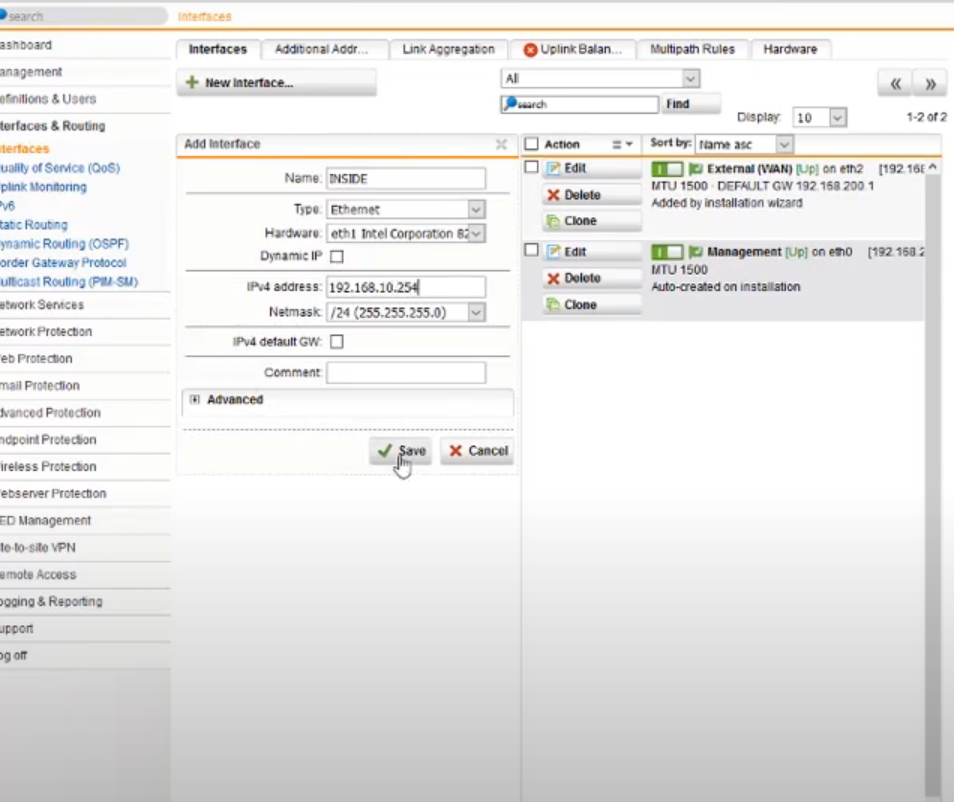 search
Interfaces
ashboard
anagement
efinitions & Users
terfaces & Routing
nterfaces
uality of Service (QoS)
plink Monitoring
Pv6
tatic Routing
ynamic Routing (OSPF)
order Gateway Protocol
ulticast Routing (PIM-SM)
etwork Services
etwork Protection
eb Protection
mail Protection
dvanced Protection
ndpoint Protection
ireless Protection
ebserver Protection
ED Management
te-to-site VPN
emote Access
ogging & Reporting
upport
og off
Interfaces
Additional Addr...
Link Aggregation
Uplink Balan...
Multipath Rules
Hardware
New Interface...
All
search
Find
Display: 10
1-2 of 2
Add Interface
Name: INSIDE
Type: Ethernet
Hardware: eth1 Intel Corporation 82
Dynamic IP
IPv4 address: 192.168.10.254
Netmask: /24 (255.255.255.0)
IPv4 default GW:
Comment:
Advanced
Save
Cancel
Action
Sort by: Name asc
Edit
Delete
Clone
External (WAN) [Up] on eth2 [192.168
MTU 1500 · DEFAULT GW 192.168.200.1
Added by installation wizard
Edit
Delete
Clone
Management [Up] on eth0 [192.168.2
MTU 1500
Auto-created on installation